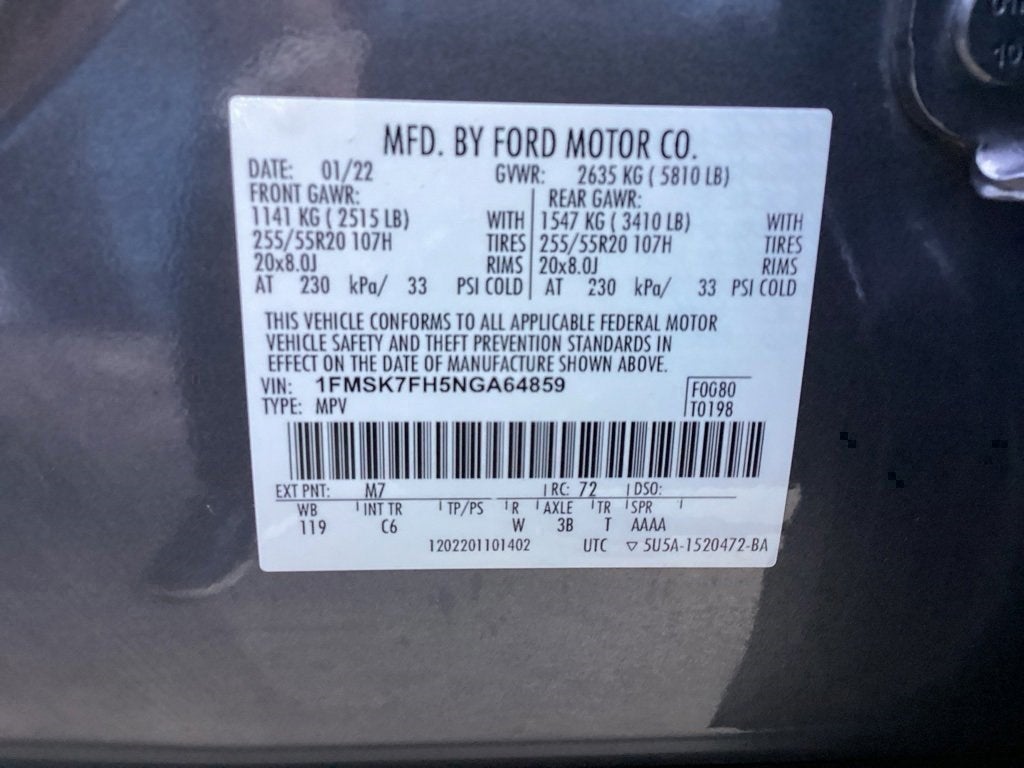 MFD. BY FORD MOTOR CO.
DATE: 01/22 GVWR: 2635 KG ( 5810 LB)
FRONT GAWR: REAR GAWR:
1141 KG ( 2515 LB) WITH 1547 KG ( 3410 LB) WITH
255/55R20 107H TIRES 255/55R20 107H TIRES
20x8.0J RIMS 20x8.0J RIMS
AT 230 kPa/ 33 PSI COLD AT 230 kPa/ 33 PSI COLD
THIS VEHICLE CONFORMS TO ALL APPLICABLE FEDERAL MOTOR
VEHICLE SAFETY AND THEFT PREVENTION STANDARDS IN
EFFECT ON THE DATE OF MANUFACTURE SHOWN ABOVE.
VIN: 1FMSK7FH5NGA64859 F0G80
TYPE: MPV T0198
EXT PNT: M7 RC: 72 DSO:
WB INT TR TP/PS R AXLE TR SPR
119 C6 W 3B T AAAA
1202201101402 UTC ▽ 5U5A-1520472-BA